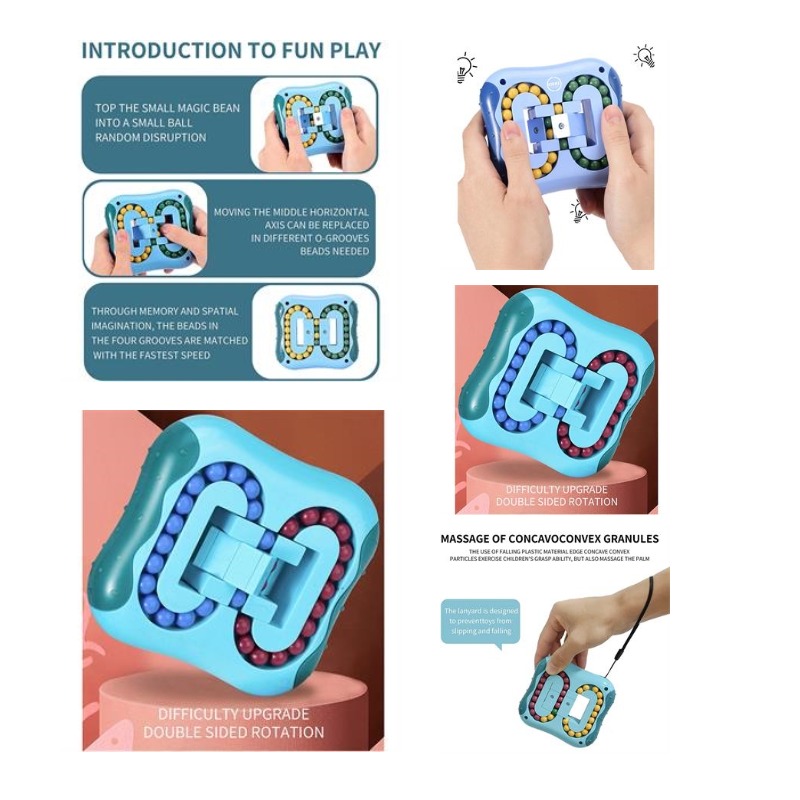 INTRODUCTION TO FUN PLAY
TOP THE SMALL MAGIC BEAN
INTO A SMALL BALL
RANDOM DISRUPTION
MOVING THE MIDDLE HORIZONTAL
AXIS CAN BE REPLACED
IN DIFFERENT O-GROOVES
BEADS NEEDED
THROUGH MEMORY AND SPATIAL
IMAGINATION, THE BEADS IN
THE FOUR GROOVES ARE MATCHED
WITH THE FASTEST SPEED
DIFFICULTY UPGRADE
DOUBLE SIDED ROTATION
DIFFICULTY UPGRADE
DOUBLE SIDED ROTATION
MASSAGE OF CONCAVOCONVEX GRANULES
THE USE OF FALLING PLASTIC MATERIAL EDGE CONCAVE CONVEX
PARTICLES EXERCISE CHILDREN'S GRASP ABILITY, BUT ALSO MASSAGE THE PALM
The lanyard is designed
to prevent toys from
slipping and falling